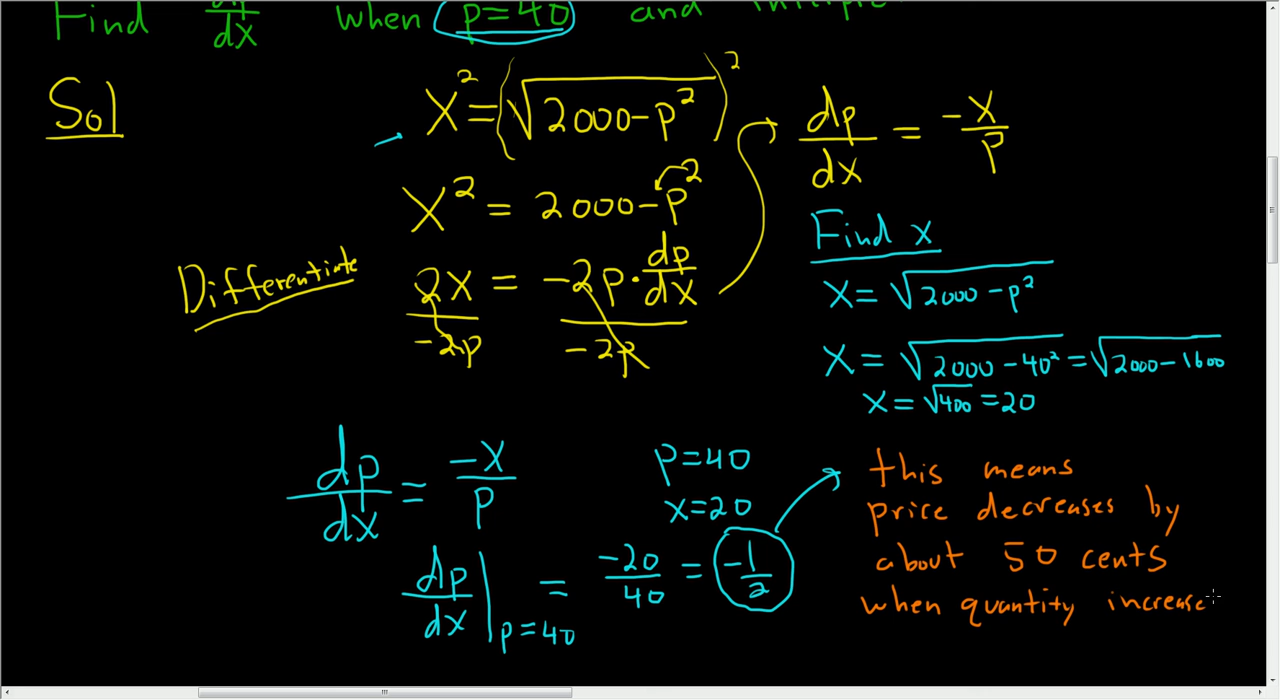 Find dp/dx when p=40 and
Sol
X² = (√(2000-p²))²
X² = 2000-p²
Differentiate
2X = -2p·dp/dx
-2p -2p
dp/dx = -X/p
Find x
X = √(2000-p²)
X = √(2000-40²) = √(2000-1600)
X = √400 = 20
dp/dx = -X/p
p=40
x=20
dp/dx|p=40 = -20/40 = -1/2
this means
price decreases by
about 50 cents
when quantity increase